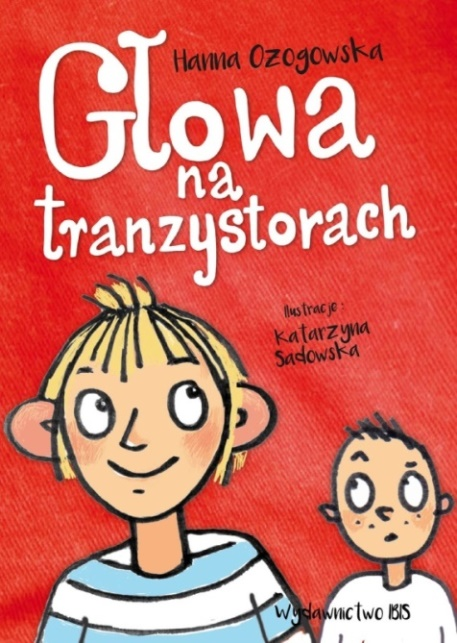 Hanna Ożogowska
Głowa
na
tranzystorach
Ilustracje:
Katarzyna
Sadowska
Wydawnictwo IBIS